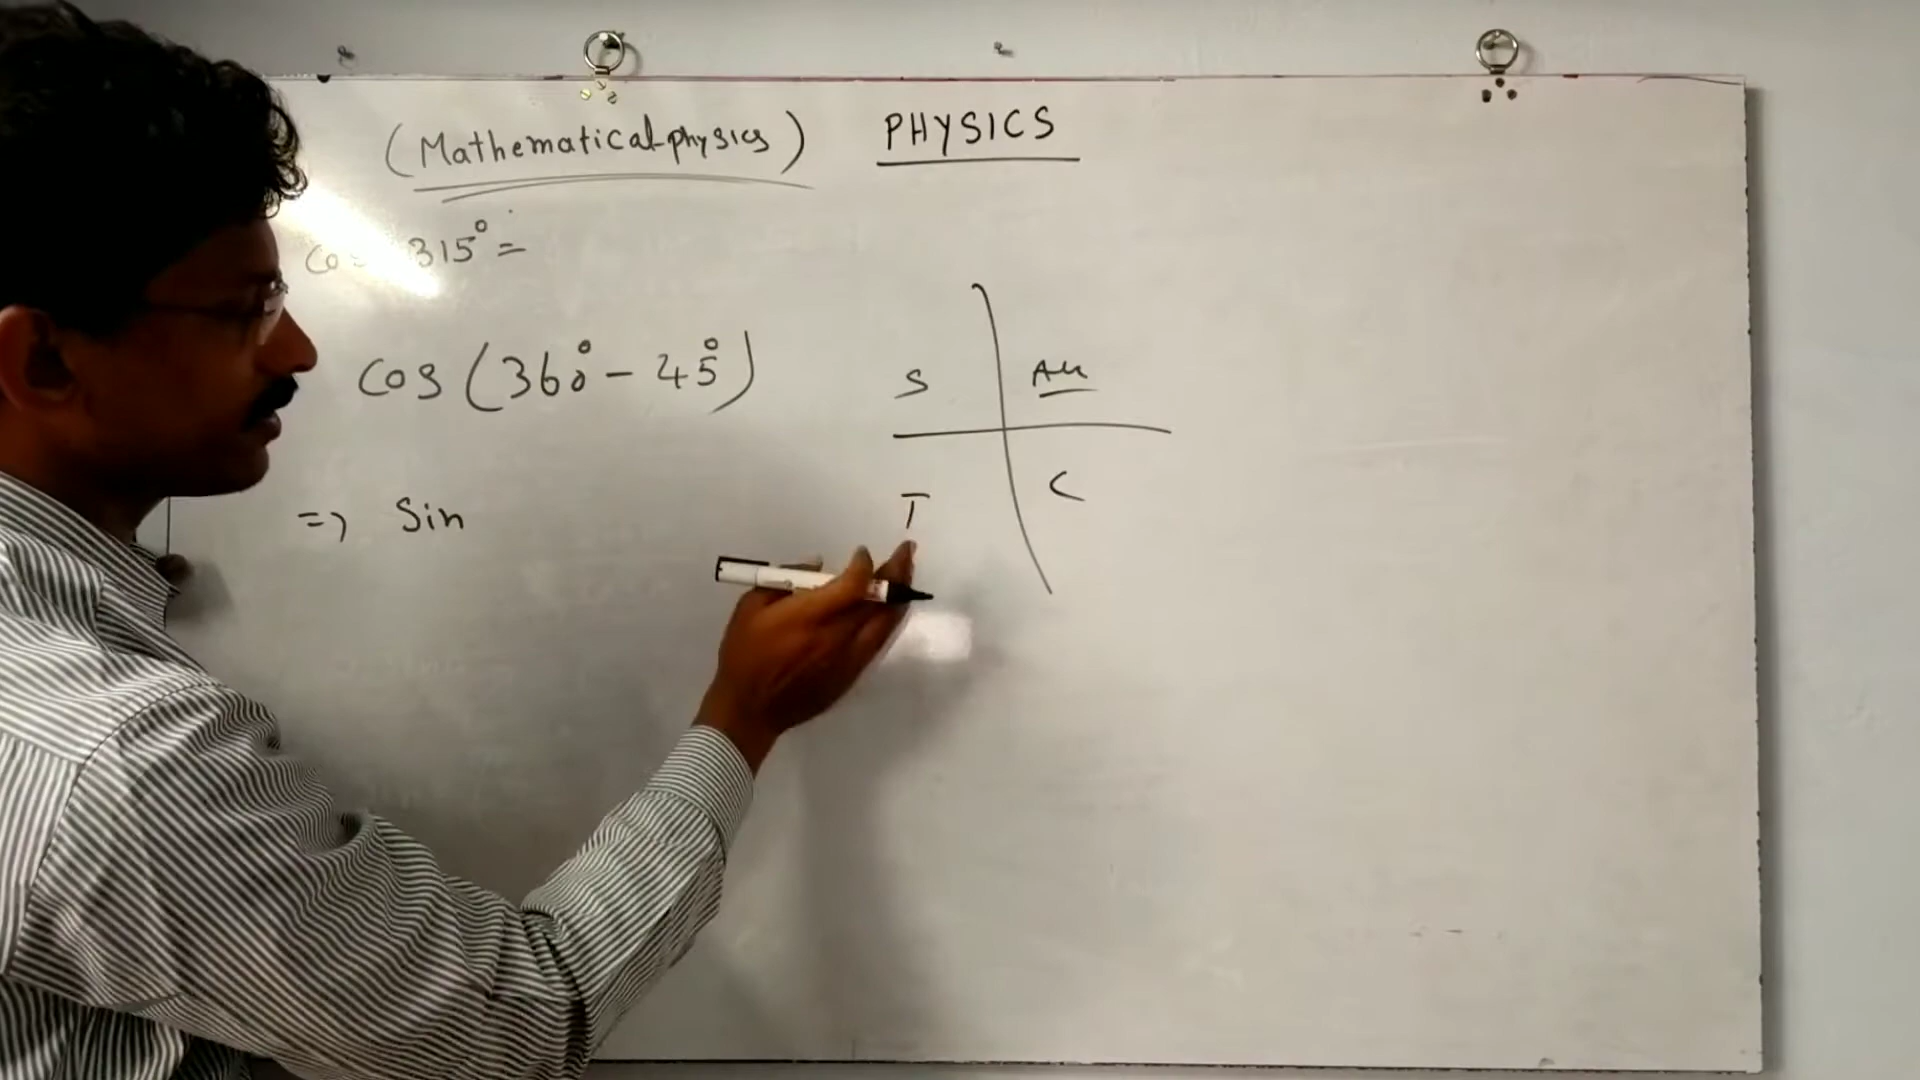 (Mathematical-physics) PHYSICS
cos 315° =
cos (360° - 45°)
S All
T C
=> Sin